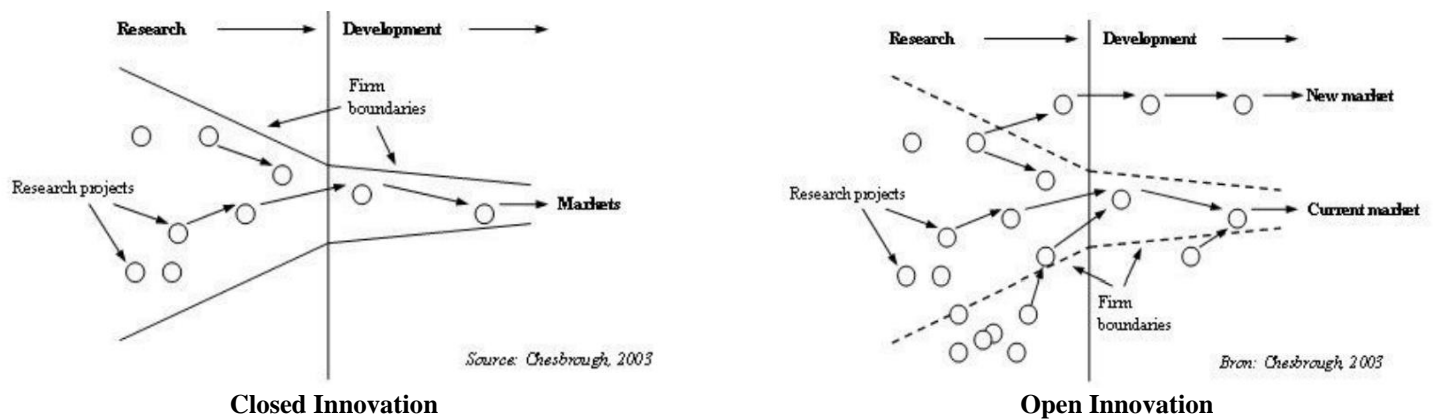 Research
Development
Firm
boundaries
Research projects
Markets
Source: Chesbrough, 2003
Closed Innovation
Research
Development
New market
Research projects
Current market
Firm
boundaries
Bron: Chesbrough, 2003
Open Innovation